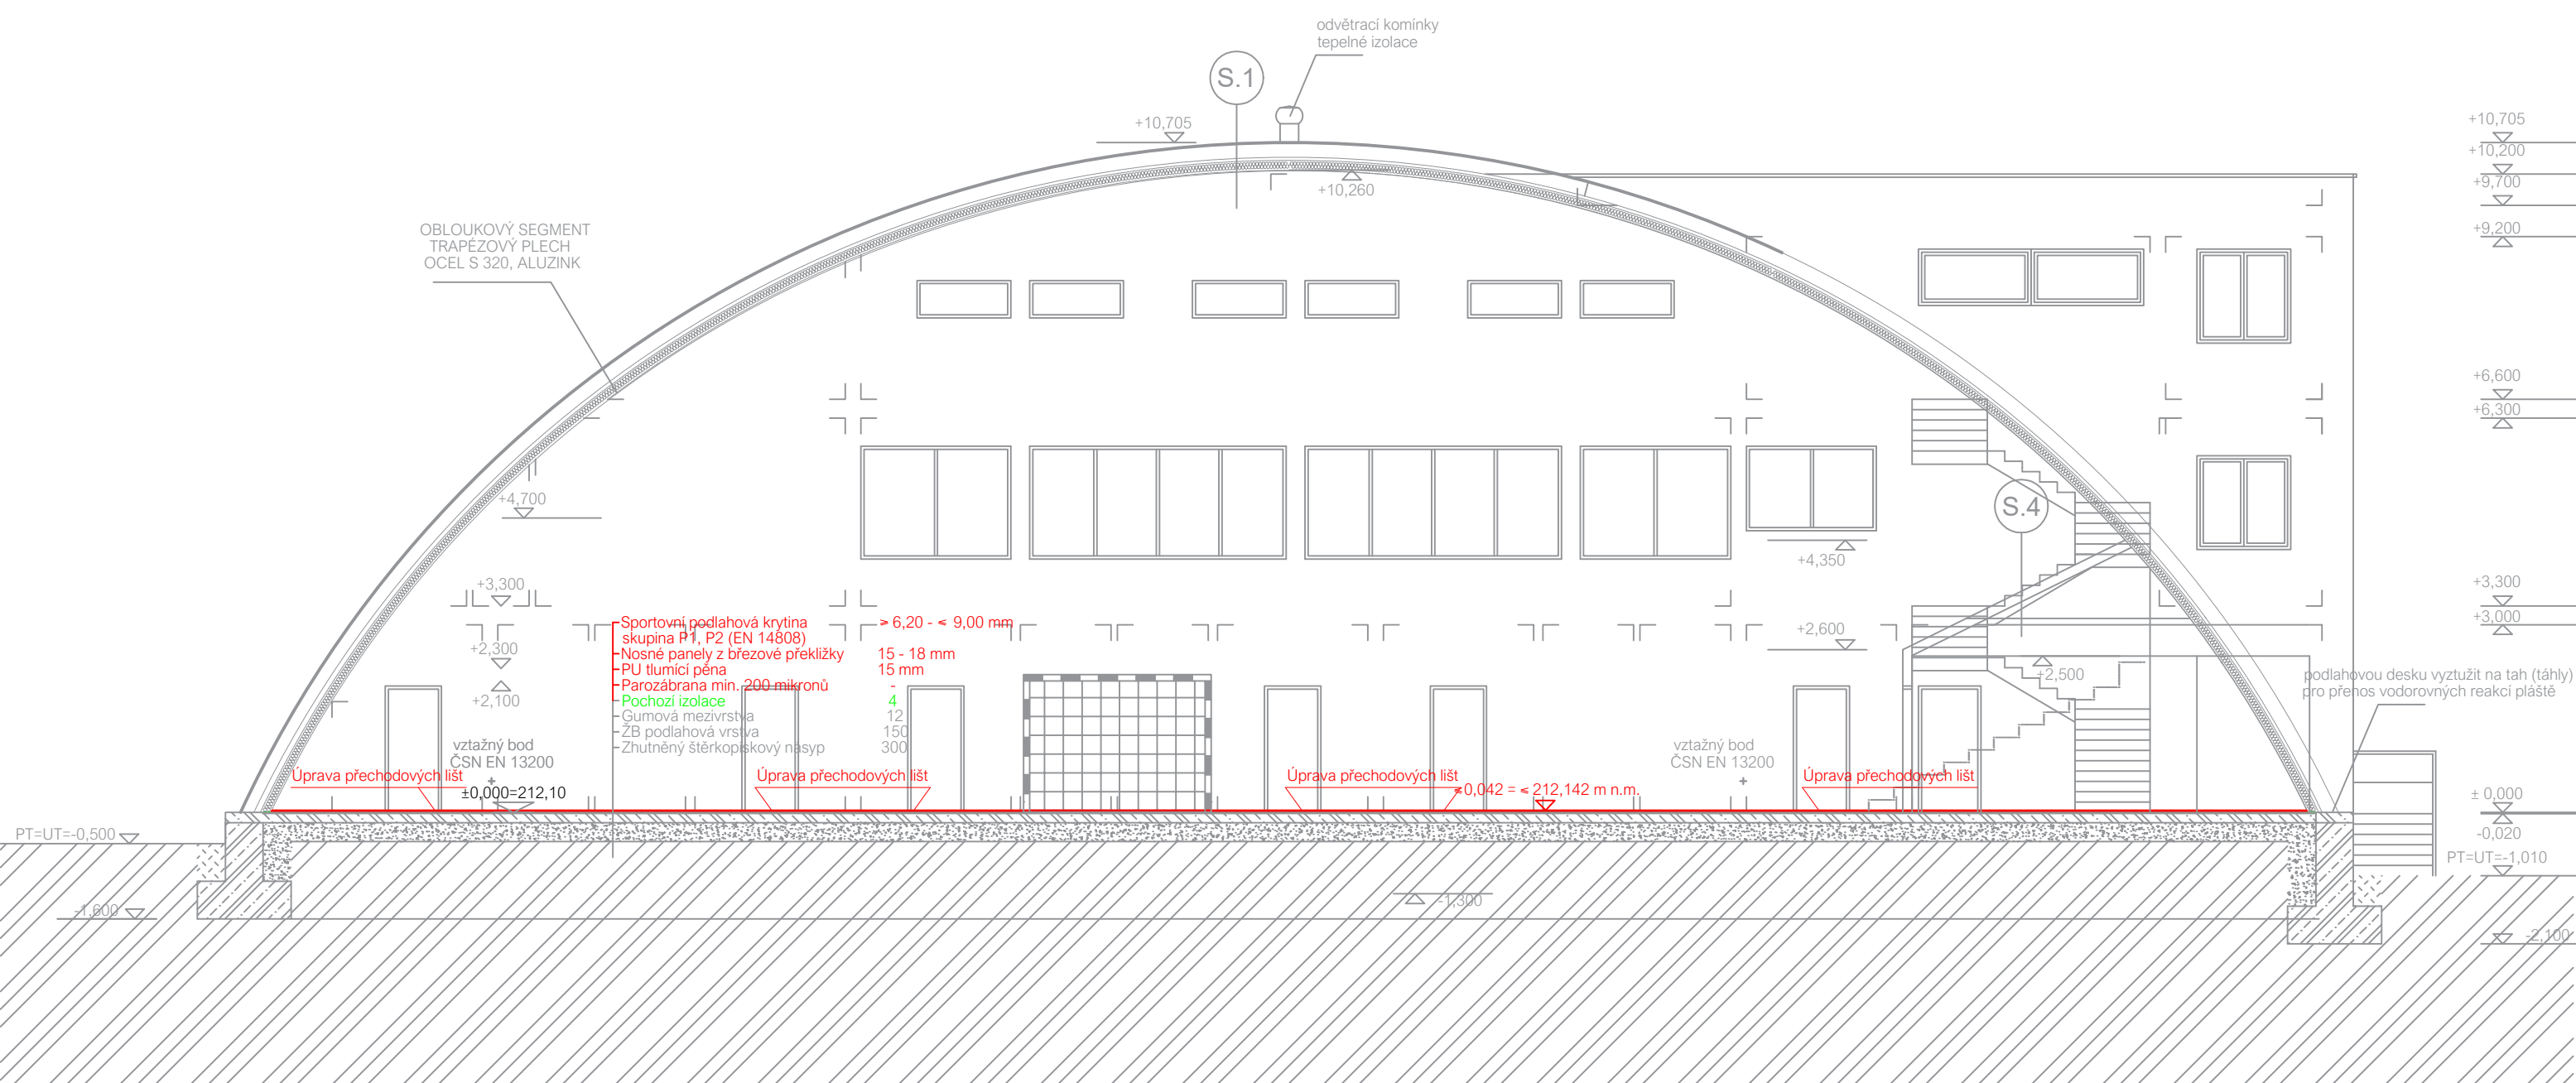 odvětrací komínky
tepelné izolace
S.1
+10,705
+10,705
+10,200
+10,260
+9,700
OBLOUKOVÝ SEGMENT
TRAPÉZOVÝ PLECH
OCEL S 320, ALUZINK
+9,200
+6,600
+6,300
+4,700
S.4
+4,350
+3,300
+3,300
Sportovní podlahová krytina ≥ 6,20 - ≤ 9,00 mm
skupina P1, P2 (EN 14808)
+3,000
+2,600
+2,300
Nosné panely z březové překližky 15 - 18 mm
PU tlumící pěna 15 mm
+2,500
podlahovou desku vyztužit na tah (táhly)
pro přenos vodorovných reakcí pláště
Parozábrana min. 200 mikronů -
+2,100
Pochozí izolace 4
Gumová mezivrstva 12
ŽB podlahová vrstva 150
Zhutněný štěrkopískový násyp 300
vztažný bod
ČSN EN 13200
vztažný bod
ČSN EN 13200
Úprava přechodových lišt
Úprava přechodových lišt
Úprava přechodových lišt
Úprava přechodových lišt
±0,000=212,10
≤0,042 = ≤ 212,142 m n.m.
± 0,000
PT=UT=-0,500
-0,020
PT=UT=-1,010
-1,300
-1,600
-2,100